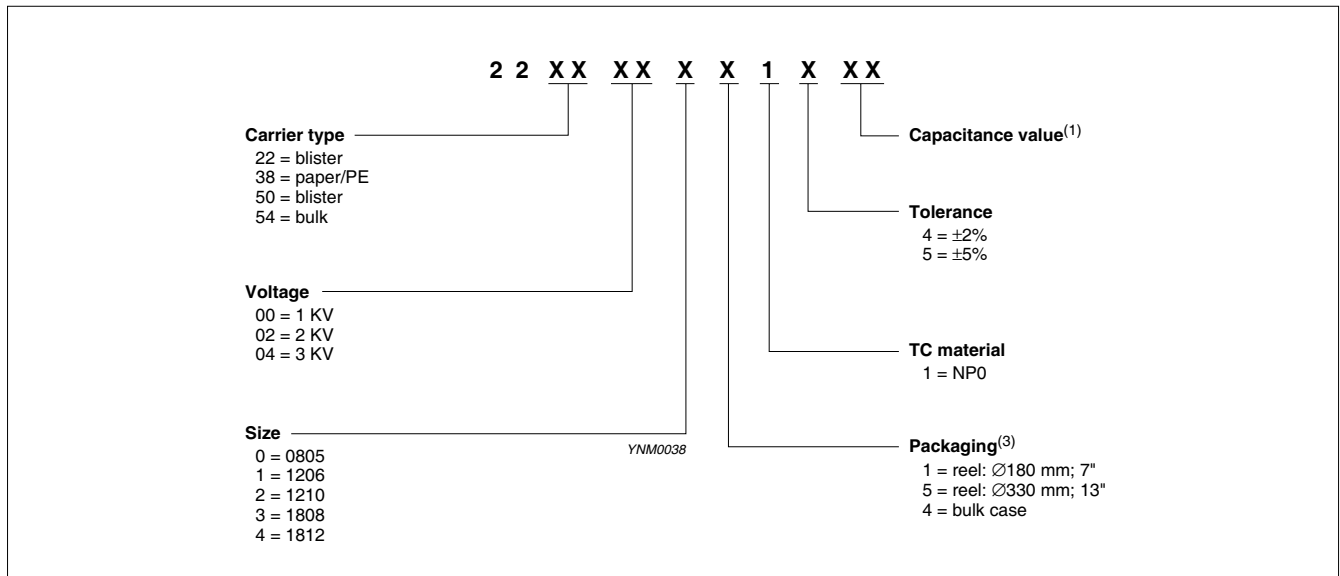 2 2 X X X X X X 1 X X X
Carrier type
22 = blister
38 = paper/PE
50 = blister
54 = bulk
Voltage
00 = 1 KV
02 = 2 KV
04 = 3 KV
Size
0 = 0805
1 = 1206
2 = 1210
3 = 1808
4 = 1812
YNM0038
Capacitance value(1)
Tolerance
4 = ±2%
5 = ±5%
TC material
1 = NP0
Packaging(3)
1 = reel: ∅180 mm; 7"
5 = reel: ∅330 mm; 13"
4 = bulk case